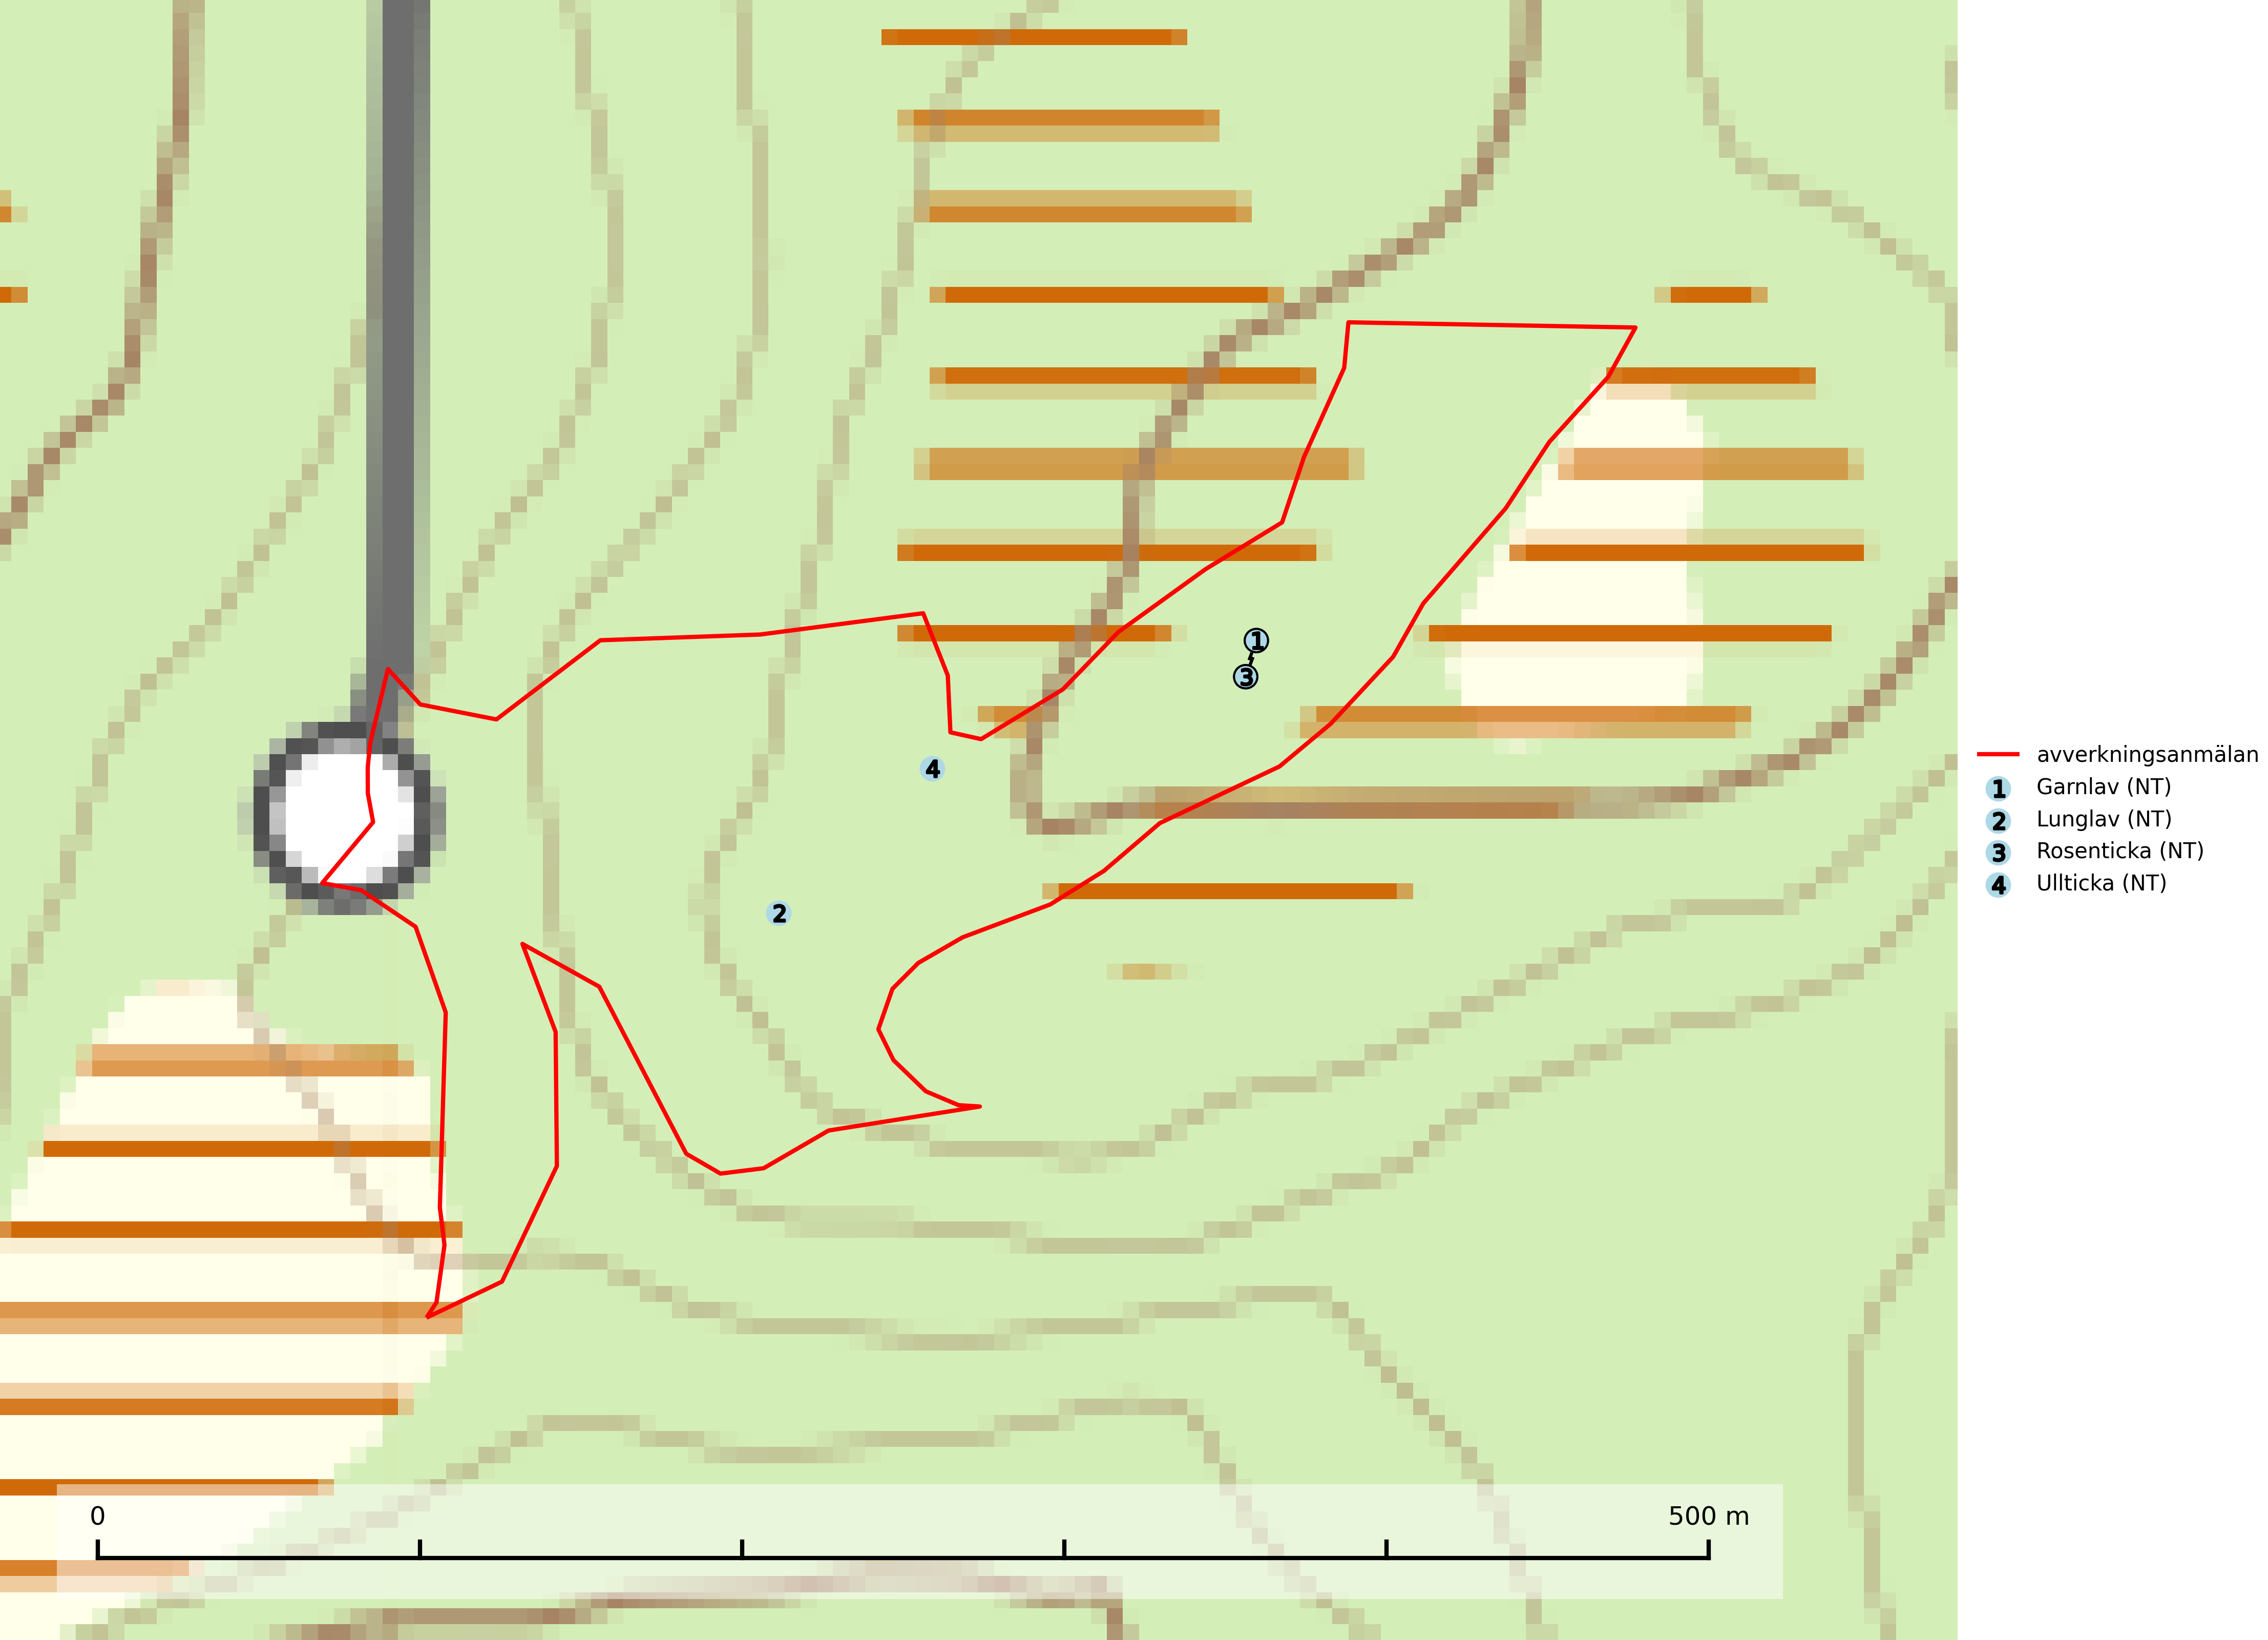 1
3
4
2
avverkningsanmälan
1 Garnlav (NT)
2 Lunglav (NT)
3 Rosenticka (NT)
4 Ullticka (NT)
0 500 m